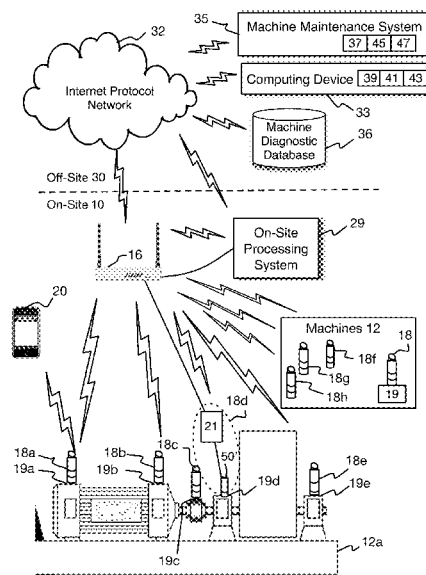 32
35
Machine Maintenance System
37 45 47
Computing Device 39 41 43
33
Internet Protocol
Network
Machine
Diagnostic
Database
36
Off-Site 30
On-Site 10
16
29
On-Site
Processing
System
20
Machines 12
18
18f
18g
18h
19
18d
21
18a
18b
18c
50
18e
19a
19b
19d
19e
19c
12a